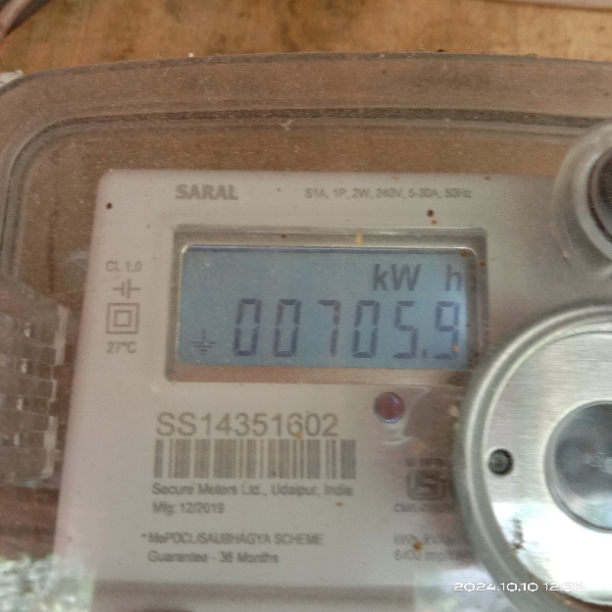 SARAL
S1A, 1P, 2W, 240V, 5-30A, 50Hz
CL 1.0
kW h
00705.9
27°C
SS14351602
Secure Meters Ltd., Udaipur, India
Mfg: 12/2019
*MePDCL/SAUBHAGYA SCHEME
Guarantee - 36 Months
2024.10.10